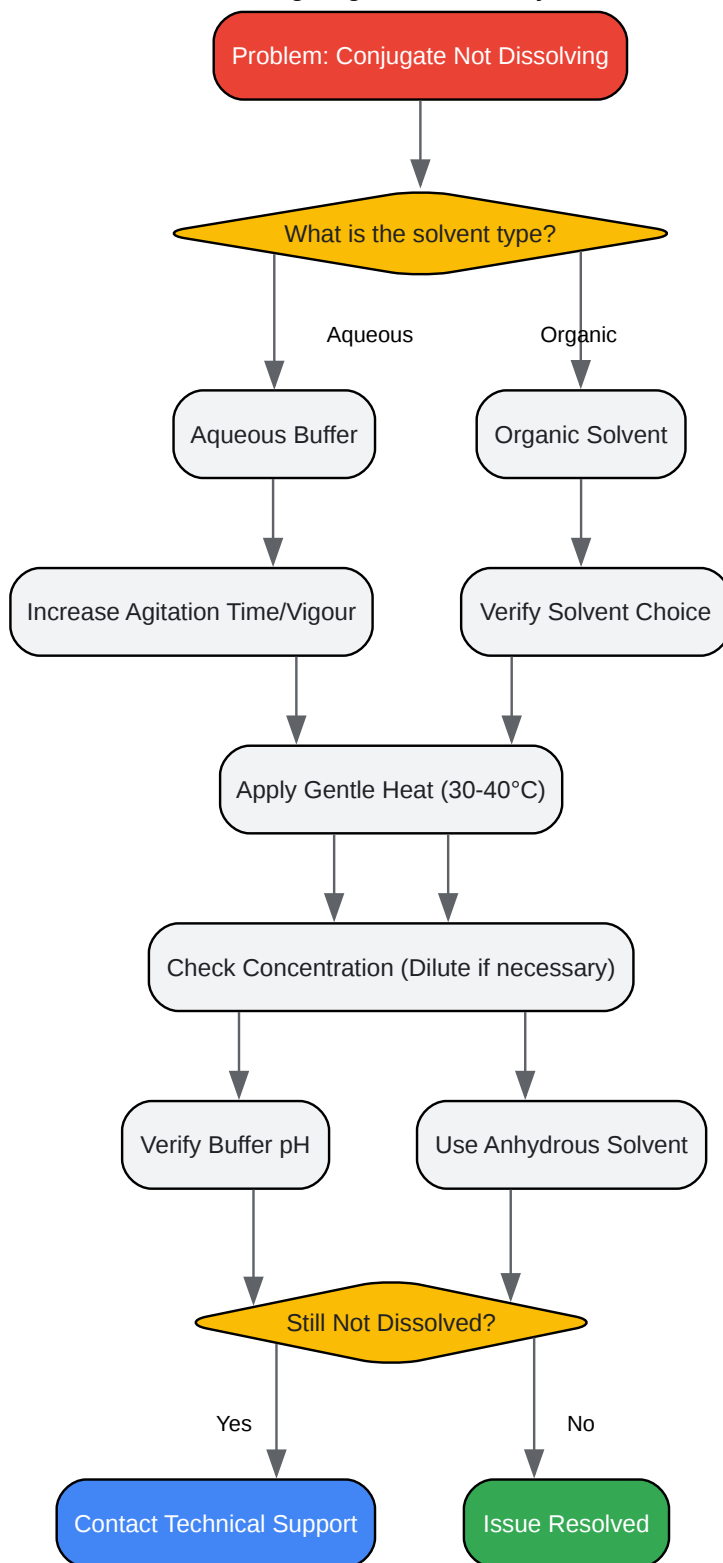 Problem: Conjugate Not Dissolving
What is the solvent type?
Aqueous
Organic
Aqueous Buffer
Organic Solvent
Increase Agitation Time/Vigour
Verify Solvent Choice
Apply Gentle Heat (30-40°C)
Check Concentration (Dilute if necessary)
Verify Buffer pH
Use Anhydrous Solvent
Still Not Dissolved?
Yes
No
Contact Technical Support
Issue Resolved